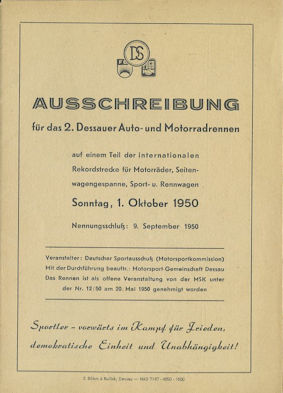 DS
AUSSCHREIBUNG
für das 2. Dessauer Auto- und Motorradrennen
auf einem Teil der internationalen
Rekordstrecke für Motorräder, Seiten-
wagengespanne, Sport- u. Rennwagen
Sonntag, 1. Oktober 1950
Nennungsschluß: 9. September 1950
Veranstalter: Deutscher Sportausschuß (Motorsportkommission)
Mit der Durchführung beauftr.: Motorsport-Gemeinschaft Dessau
Das Rennen ist als offene Veranstaltung von der MSK unter
der Nr. 12/50 am 20. Mai 1950 genehmigt worden
Sportler – vorwärts im Kampf für Frieden,
demokratische Einheit und Unabhängigkeit!